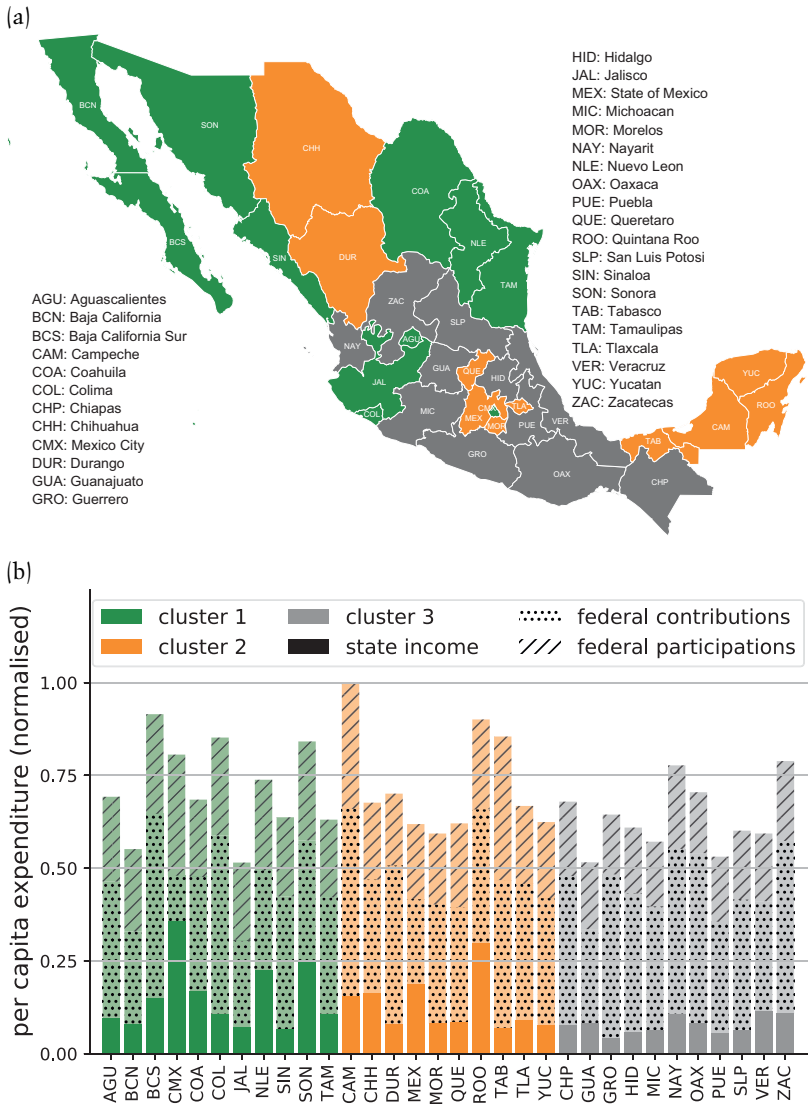 (a)
HID: Hidalgo
JAL: Jalisco
MEX: State of Mexico
MIC: Michoacan
MOR: Morelos
NAY: Nayarit
NLE: Nuevo Leon
OAX: Oaxaca
PUE: Puebla
QUE: Queretaro
ROO: Quintana Roo
SLP: San Luis Potosi
SIN: Sinaloa
SON: Sonora
TAB: Tabasco
TAM: Tamaulipas
TLA: Tlaxcala
VER: Veracruz
YUC: Yucatan
ZAC: Zacatecas
AGU: Aguascalientes
BCN: Baja California
BCS: Baja California Sur
CAM: Campeche
COA: Coahuila
COL: Colima
CHP: Chiapas
CHH: Chihuahua
CMX: Mexico City
DUR: Durango
GUA: Guanajuato
GRO: Guerrero
BCN
SON
CHH
COA
BCS
SIN
DUR
NLE
TAM
ZAC
SLP
NAY
AGU
JAL
GUA
QUE
HID
COL
MIC
MEX
CMX
TLA
MOR
PUE
VER
GRO
OAX
CHP
TAB
CAM
YUC
ROO
(b)
cluster 1
cluster 2
cluster 3
state income
federal contributions
federal participations
per capita expenditure (normalised)
1.00
0.75
0.50
0.25
0.00
AGU BCN BCS CMX COA COL JAL NLE SIN SON TAM CAM CHH DUR MEX MOR QUE ROO TAB TLA YUC CHP GUA GRO HID MIC NAY OAX PUE SLP VER ZAC